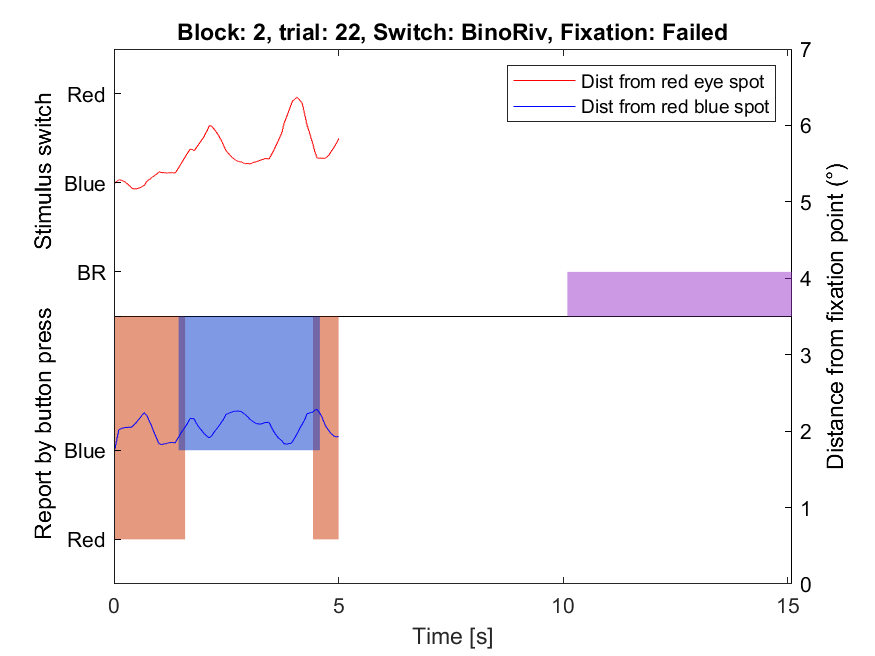 Block: 2, trial: 22, Switch: BinoRiv, Fixation: Failed
Dist from red eye spot
Dist from red blue spot
Stimulus switch
Red
Blue
BR
Report by button press
Blue
Red
7
6
5
4
3
2
1
0
Distance from fixation point (°)
0
5
10
15
Time [s]